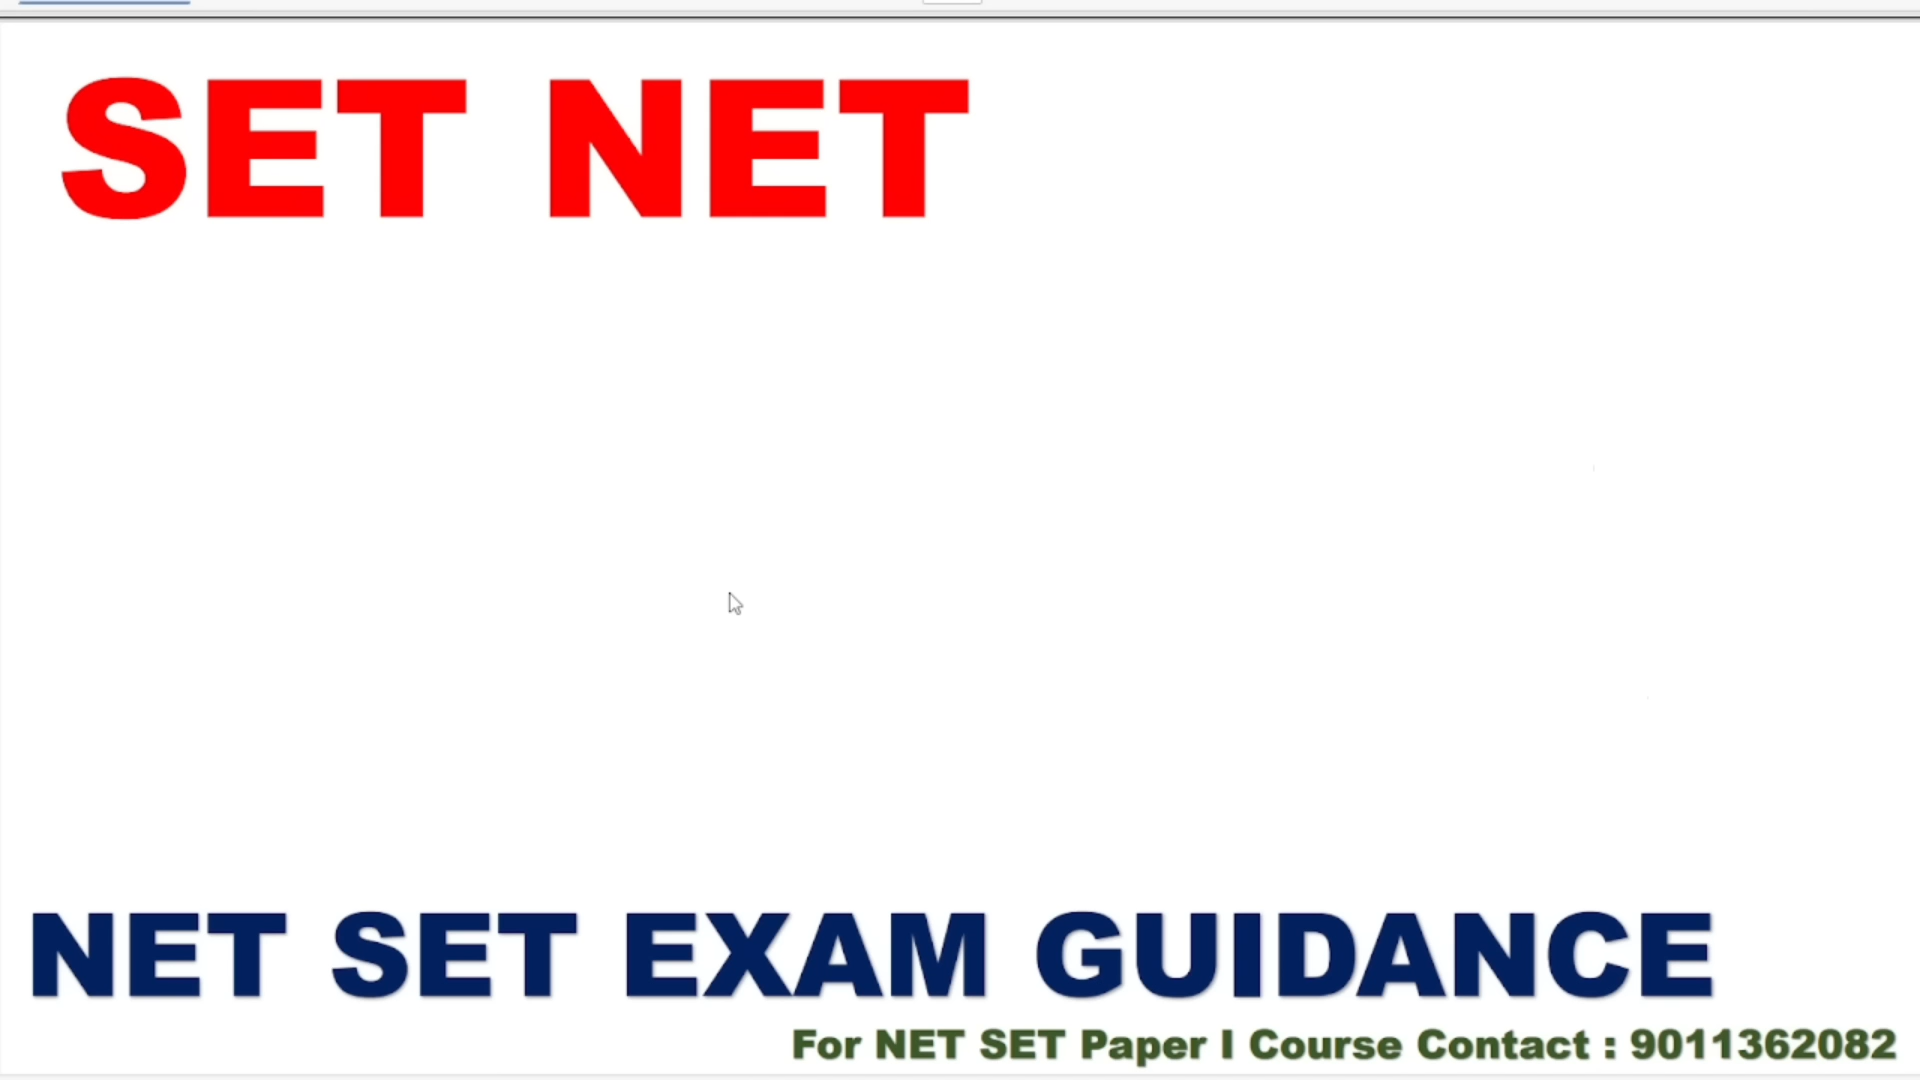 SET NET
NET SET EXAM GUIDANCE
For NET SET Paper I Course Contact : 9011362082